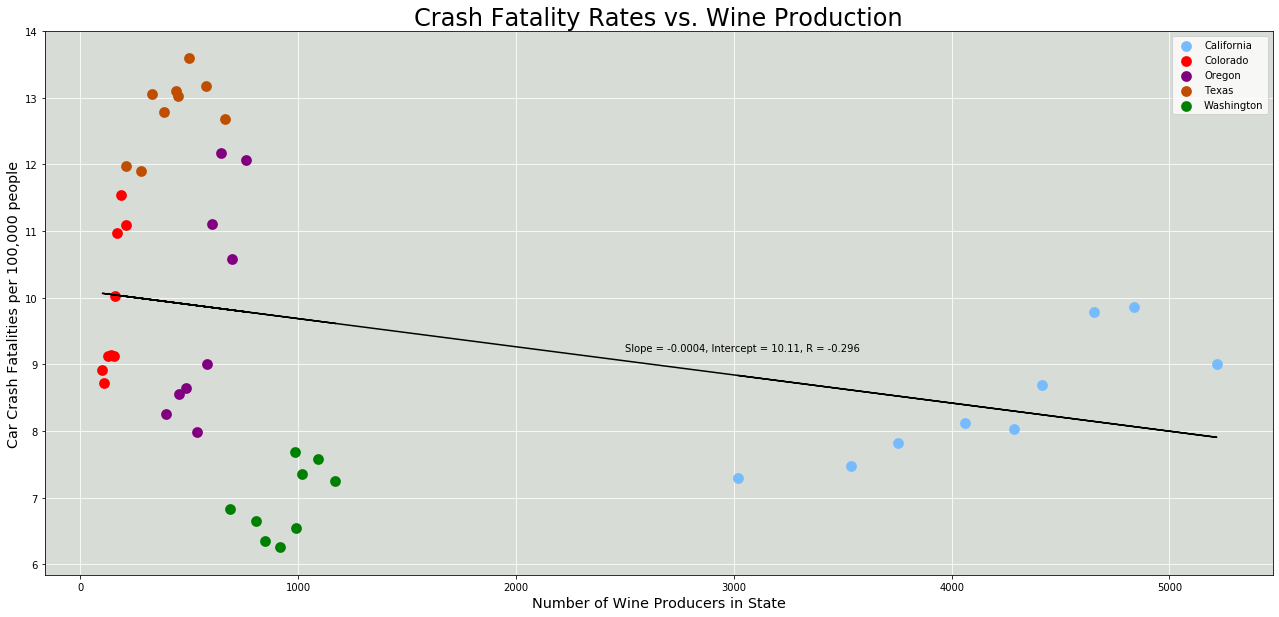 Crash Fatality Rates vs. Wine Production
California
Colorado
Oregon
Texas
Washington
Car Crash Fatalities per 100,000 people
14
13
12
11
10
9
8
7
6
Slope = -0.0004, Intercept = 10.11, R = -0.296
0
1000
2000
3000
4000
5000
Number of Wine Producers in State